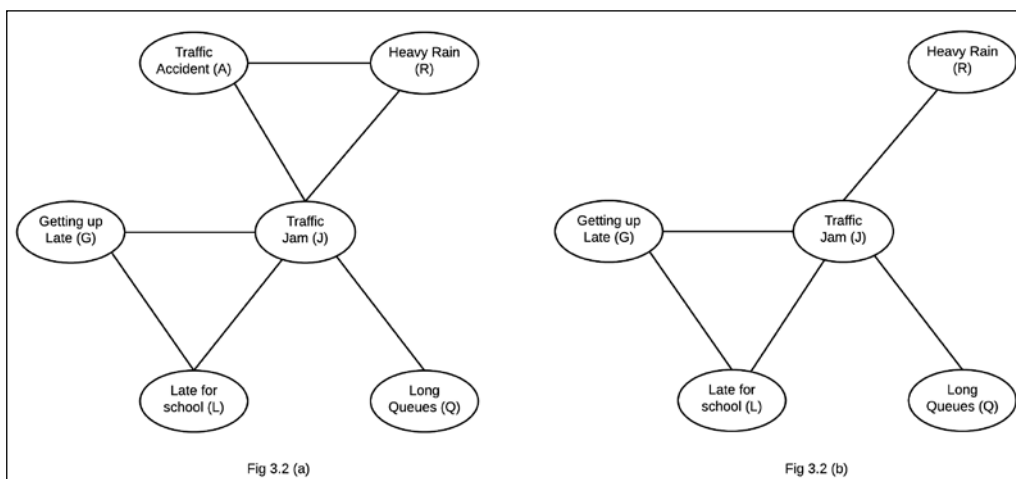 Traffic
Accident (A)
Heavy Rain
(R)
Getting up
Late (G)
Traffic
Jam (J)
Late for
school (L)
Long
Queues (Q)
Fig 3.2 (a)
Heavy Rain
(R)
Getting up
Late (G)
Traffic
Jam (J)
Late for
school (L)
Long
Queues (Q)
Fig 3.2 (b)